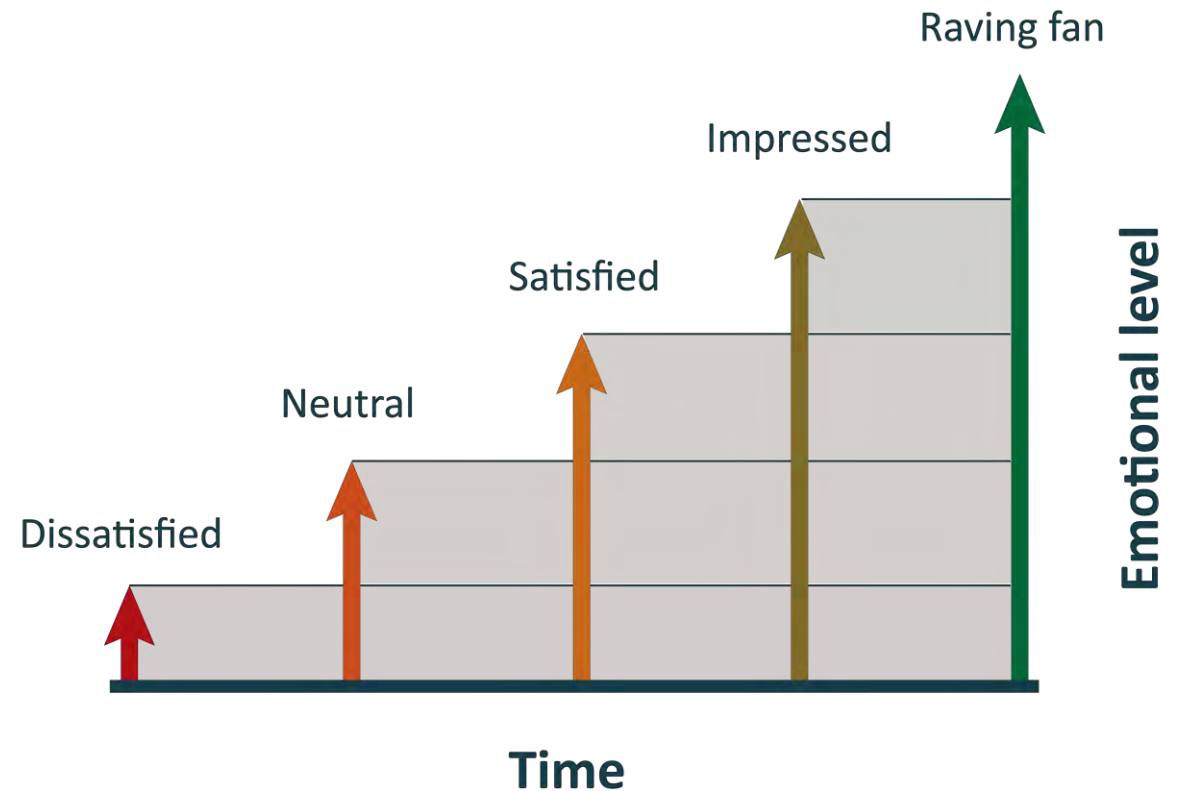 Raving fan
Impressed
Satisfied
Neutral
Dissatisfied
Emotional level
Time